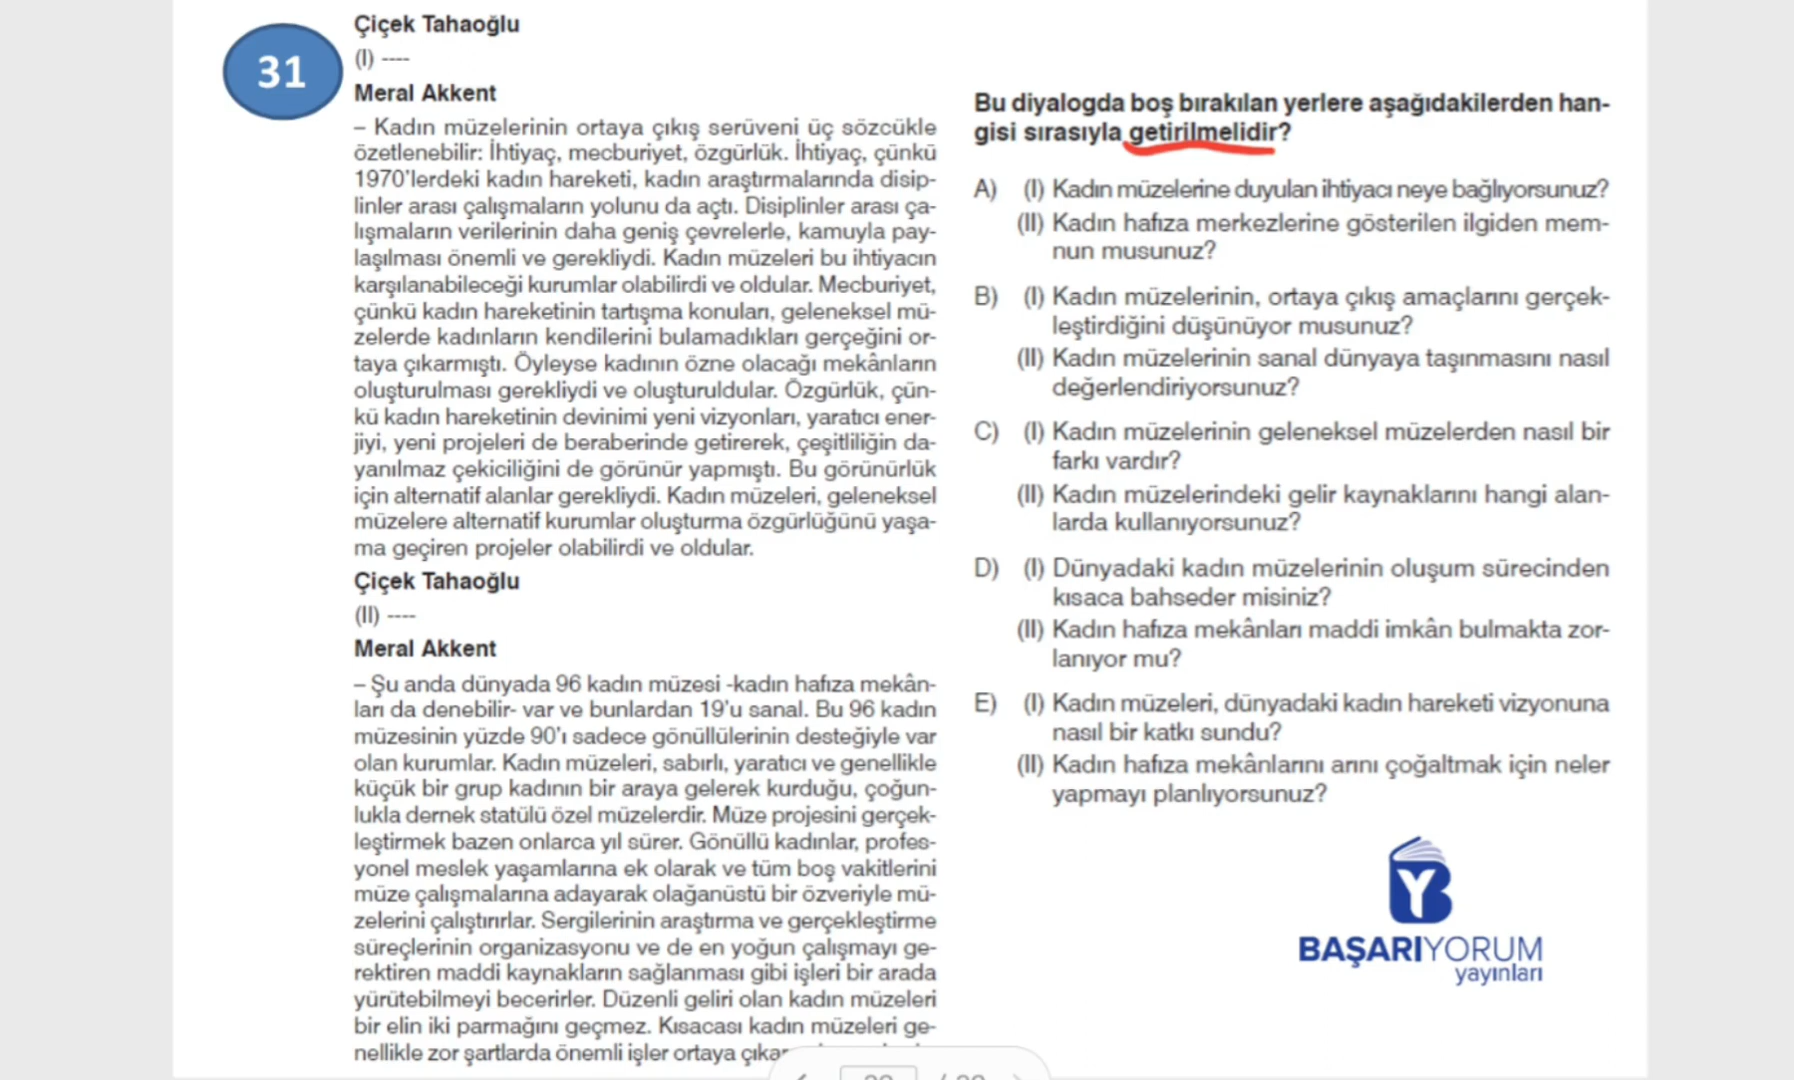 31
Çiçek Tahaoğlu
(I) ----
Meral Akkent
– Kadın müzelerinin ortaya çıkış serüveni üç sözcükle
özetlenebilir: İhtiyaç, mecburiyet, özgürlük. İhtiyaç, çünkü
1970'lerdeki kadın hareketi, kadın araştırmalarında disip-
linler arası çalışmaların yolunu da açtı. Disiplinler arası ça-
lışmaların verilerinin daha geniş çevrelerle, kamuyla pay-
laşılması önemli ve gerekliydi. Kadın müzeleri bu ihtiyacın
karşılanabileceği kurumlar olabilirdi ve oldular. Mecburiyet,
çünkü kadın hareketinin tartışma konuları, geleneksel mü-
zelerde kadınların kendilerini bulamadıkları gerçeğini or-
taya çıkarmıştı. Öyleyse kadının özne olacağı mekânların
oluşturulması gerekliydi ve oluşturuldular. Özgürlük, çün-
kü kadın hareketinin devinimi yeni vizyonları, yaratıcı ener-
jiyi, yeni projeleri de beraberinde getirerek, çeşitliliğin da-
yanılmaz çekiciliğini de görünür yapmıştı. Bu görünürlük
için alternatif alanlar gerekliydi. Kadın müzeleri, geleneksel
müzelere alternatif kurumlar oluşturma özgürlüğünü yaşa-
ma geçiren projeler olabilirdi ve oldular.
Çiçek Tahaoğlu
(II) ----
Meral Akkent
– Şu anda dünyada 96 kadın müzesi -kadın hafıza mekân-
ları da denebilir- var ve bunlardan 19'u sanal. Bu 96 kadın
müzesinin yüzde 90'ı sadece gönüllülerinin desteğiyle var
olan kurumlar. Kadın müzeleri, sabırlı, yaratıcı ve genellikle
küçük bir grup kadının bir araya gelerek kurduğu, çoğun-
lukla dernek statülü özel müzelerdir. Müze projesini gerçek-
leştirmek bazen onlarca yıl sürer. Gönüllü kadınlar, profes-
yonel meslek yaşamlarına ek olarak ve tüm boş vakitlerini
müze çalışmalarına adayarak olağanüstü bir özveriyle mü-
zelerini çalıştırırlar. Sergilerinin araştırma ve gerçekleştirme
süreçlerinin organizasyonu ve de en yoğun çalışmayı ge-
rektiren maddi kaynakların sağlanması gibi işleri bir arada
yürütebilmeyi becerirler. Düzenli geliri olan kadın müzeleri
bir elin iki parmağını geçmez. Kısacası kadın müzeleri ge-
nellikle zor şartlarda önemli işler ortaya
Bu diyalogda boş bırakılan yerlere aşağıdakilerden han-
gisi sırasıyla getirilmelidir?
A) (I) Kadın müzelerine duyulan ihtiyacı neye bağlıyorsunuz?
(II) Kadın hafıza merkezlerine gösterilen ilgiden mem-
nun musunuz?
B) (I) Kadın müzelerinin, ortaya çıkış amaçlarını gerçek-
leştirdiğini düşünüyor musunuz?
(II) Kadın müzelerinin sanal dünyaya taşınmasını nasıl
değerlendiriyorsunuz?
C) (I) Kadın müzelerinin geleneksel müzelerden nasıl bir
farkı vardır?
(II) Kadın müzelerindeki gelir kaynaklarını hangi alan-
larda kullanıyorsunuz?
D) (I) Dünyadaki kadın müzelerinin oluşum sürecinden
kısaca bahseder misiniz?
(II) Kadın hafıza mekânları maddi imkân bulmakta zor-
lanıyor mu?
E) (I) Kadın müzeleri, dünyadaki kadın hareketi vizyonuna
nasıl bir katkı sundu?
(II) Kadın hafıza mekânlarını arını çoğaltmak için neler
yapmayı planlıyorsunuz?
BAŞARIYORUM
yayınları